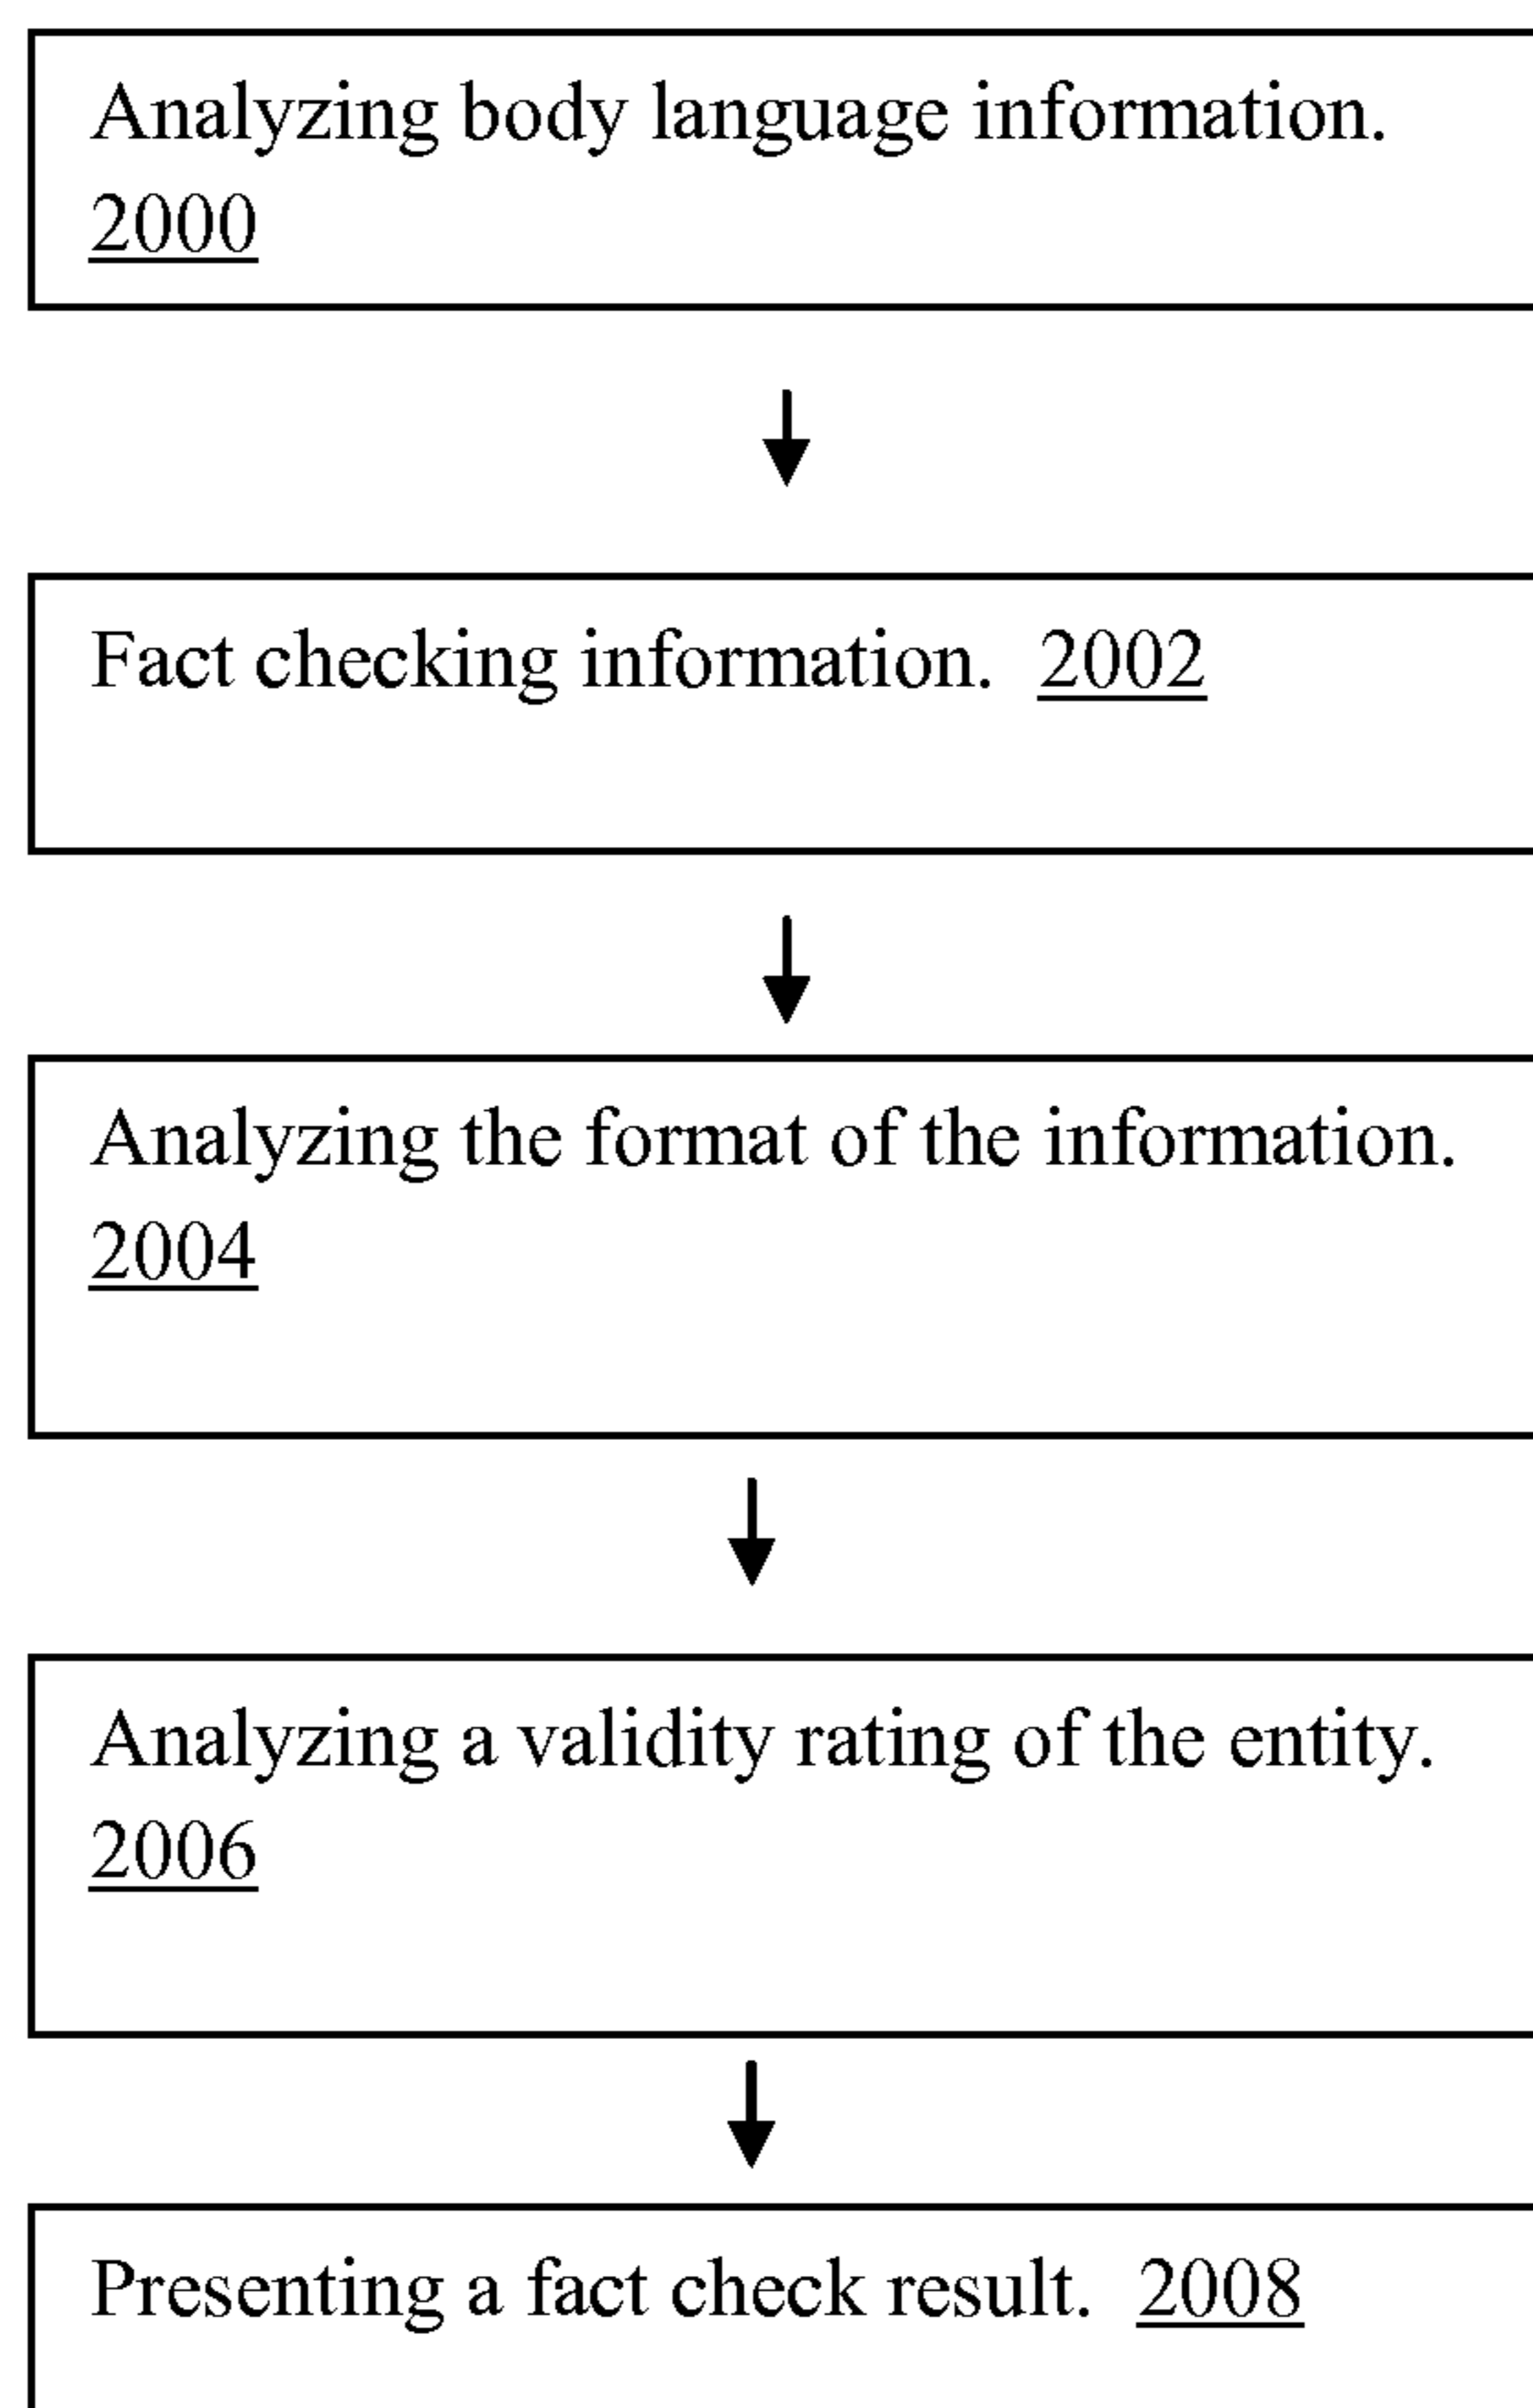 Analyzing body language information.
2000
Fact checking information. 2002
Analyzing the format of the information.
2004
Analyzing a validity rating of the entity.
2006
Presenting a fact check result. 2008